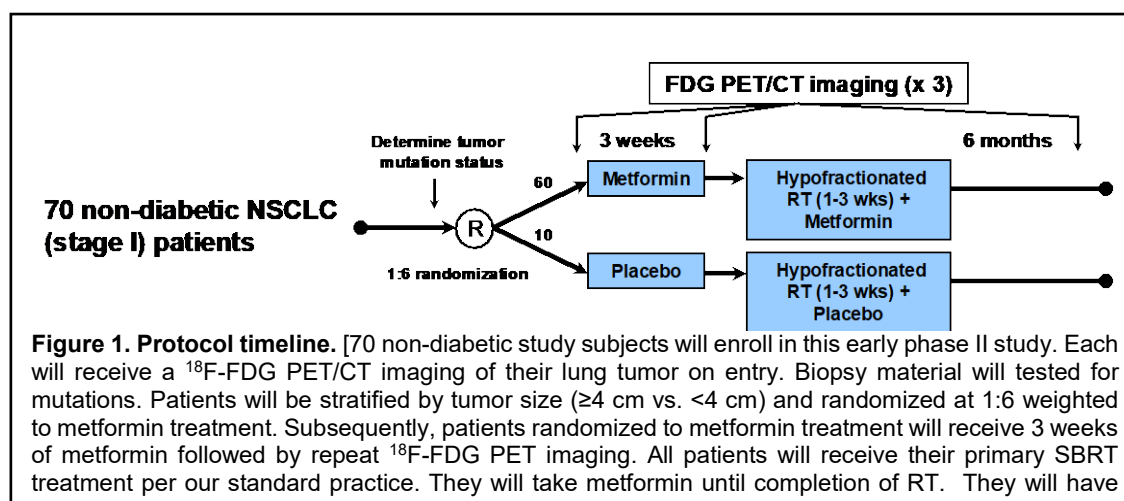 FDG PET/CT imaging (x 3)
Determine tumor
mutation status
3 weeks
6 months
60
Metformin
Hypofractionated
RT (1-3 wks) +
Metformin
70 non-diabetic NSCLC
(stage I) patients
R
10
1:6 randomization
Placebo
Hypofractionated
RT (1-3 wks) +
Placebo
Figure 1. Protocol timeline. [70 non-diabetic study subjects will enroll in this early phase II study. Each
will receive a ¹⁸F-FDG PET/CT imaging of their lung tumor on entry. Biopsy material will tested for
mutations. Patients will be stratified by tumor size (≥4 cm vs. <4 cm) and randomized at 1:6 weighted
to metformin treatment. Subsequently, patients randomized to metformin treatment will receive 3 weeks
of metformin followed by repeat ¹⁸F-FDG PET imaging. All patients will receive their primary SBRT
treatment per our standard practice. They will take metformin until completion of RT. They will have